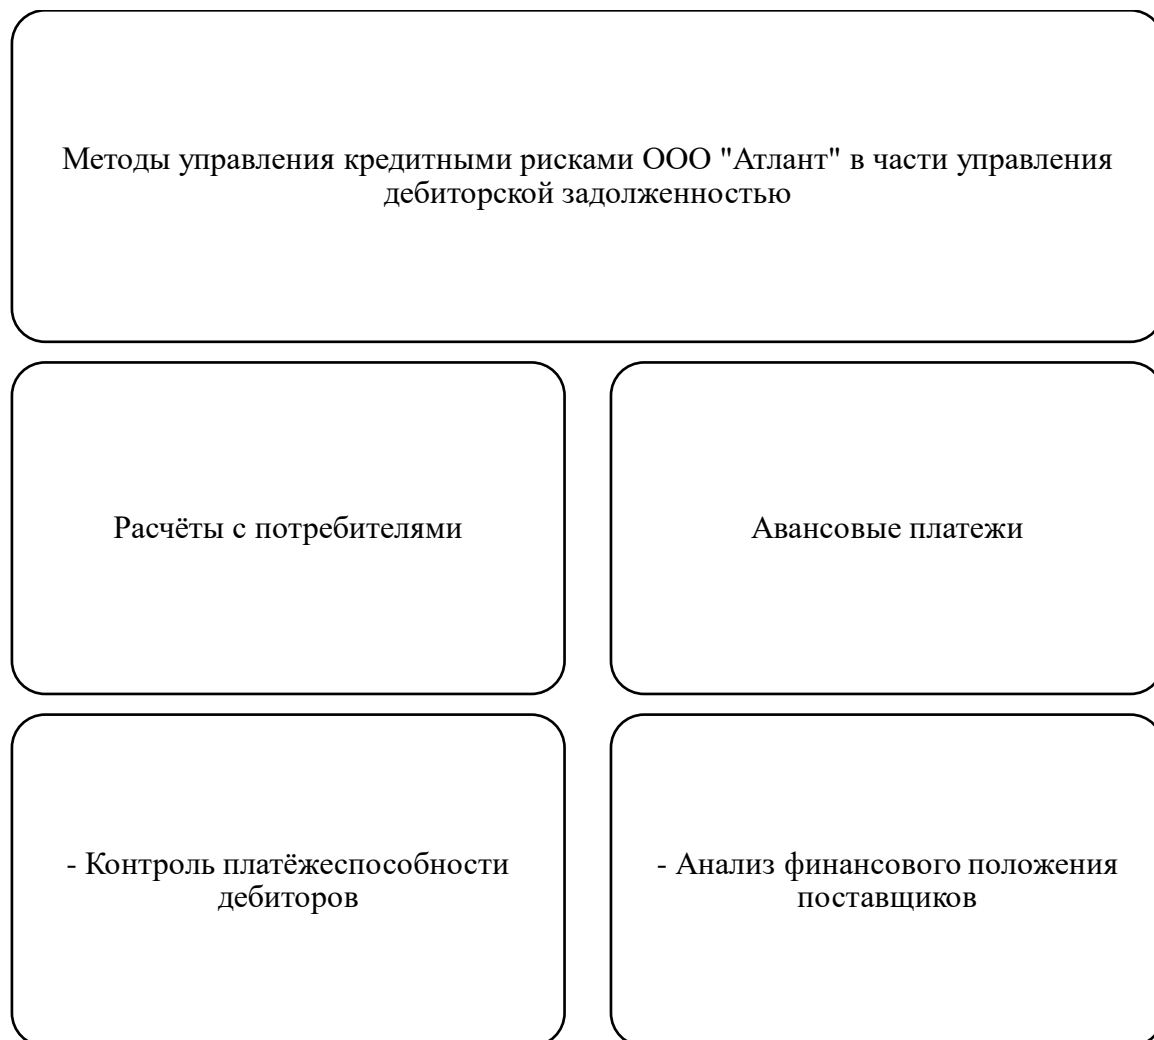 Методы управления кредитными рисками ООО "Атлант" в части управления
дебиторской задолженностью
Расчёты с потребителями
Авансовые платежи
- Контроль платёжеспособности
дебиторов
- Анализ финансового положения
поставщиков